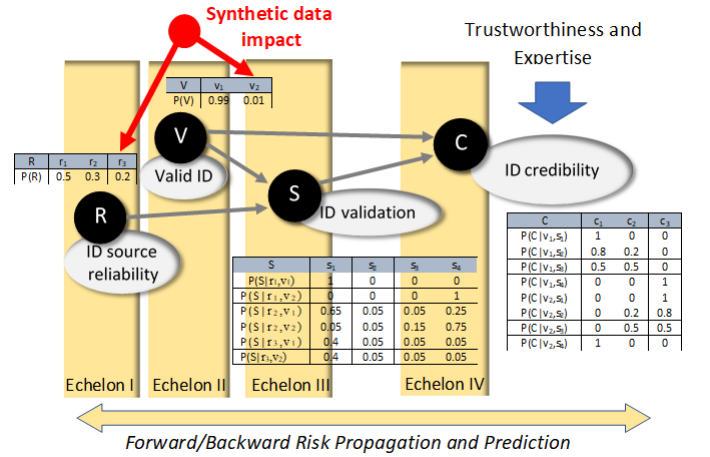 Synthetic data
impact
Trustworthiness and
Expertise
V v₁ v₂
P(V) 0.99 0.01
R r₁ r₂ r₃
P(R) 0.5 0.3 0.2
V
Valid ID
C
ID credibility
S
ID validation
R
ID source
reliability
S s₁ s₂ s₃ s₄
P(S|r₁,v₁) 1 0 0 0
P(S|r₁,v₂) 0 0 0 1
P(S|r₂,v₁) 0.65 0.05 0.05 0.25
P(S|r₂,v₂) 0.05 0.05 0.15 0.75
P(S|r₃,v₁) 0.4 0.05 0.05 0.05
P(S|r₃,v₂) 0.4 0.05 0.05 0.05
C c₁ c₂ c₃
P(C|v₁,s₁) 1 0 0
P(C|v₁,s₂) 0.8 0.2 0
P(C|v₁,s₃) 0.5 0.5 0
P(C|v₁,s₄) 0 0 1
P(C|v₂,s₁) 0 0 1
P(C|v₂,s₂) 0 0.2 0.8
P(C|v₂,s₃) 0 0.5 0.5
P(C|v₂,s₄) 1 0 0
Echelon I
Echelon II
Echelon III
Echelon IV
Forward/Backward Risk Propagation and Prediction